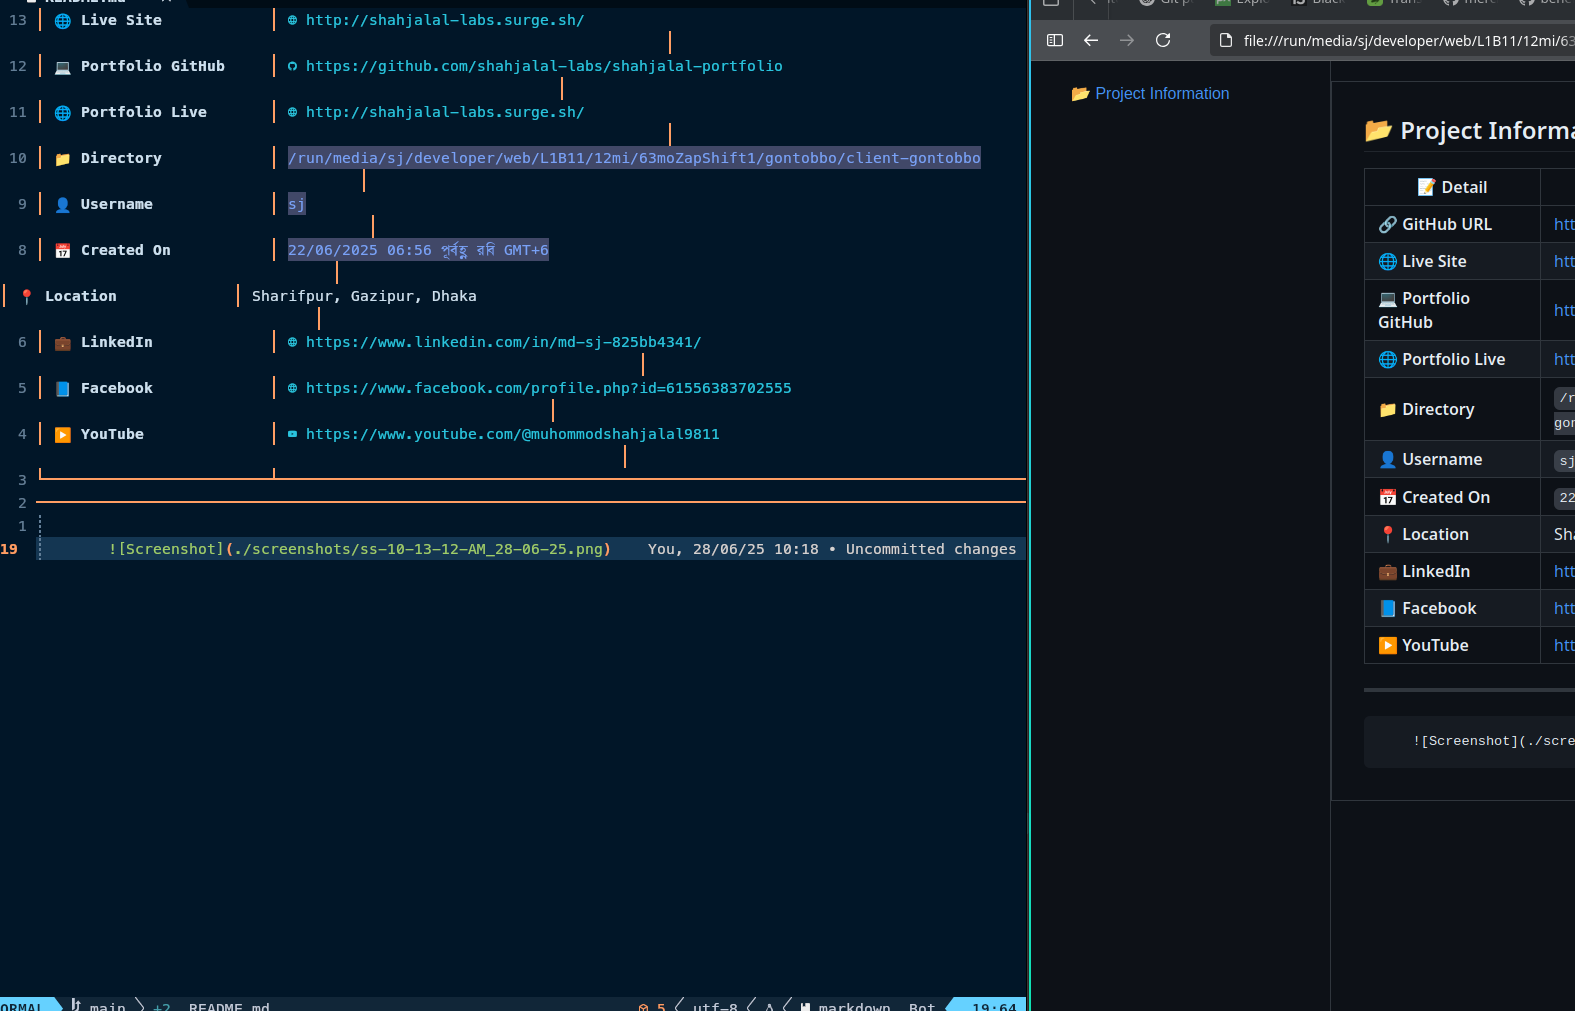 13 Live Site http://shahjalal-labs.surge.sh/
12 Portfolio GitHub https://github.com/shahjalal-labs/shahjalal-portfolio
11 Portfolio Live http://shahjalal-labs.surge.sh/
10 Directory /run/media/sj/developer/web/L1B11/12mi/63moZapShift1/gontobbo/client-gontobbo
9 Username sj
8 Created On 22/06/2025 06:56 পূর্বাহ্ণ রবি GMT+6
Location Sharifpur, Gazipur, Dhaka
6 LinkedIn https://www.linkedin.com/in/md-sj-825bb4341/
5 Facebook https://www.facebook.com/profile.php?id=61556383702555
4 YouTube https://www.youtube.com/@muhommodshahjalal9811
3
2
1
19 ![Screenshot](./screenshots/ss-10-13-12-AM_28-06-25.png) You, 28/06/25 10:18 • Uncommitted changes
main +2 README.md 5 utf-8 markdown Bot 19:64
file:///run/media/sj/developer/web/L1B11/12mi/63
📂 Project Information
📂 Project Informa
📝 Detail
🔗 GitHub URL htt
🌐 Live Site htt
💻 Portfolio
GitHub htt
🌐 Portfolio Live htt
📁 Directory /r
gon
👤 Username sj
📅 Created On 22
📍 Location Sha
💼 LinkedIn htt
📘 Facebook htt
▶️ YouTube htt
![Screenshot](./scre